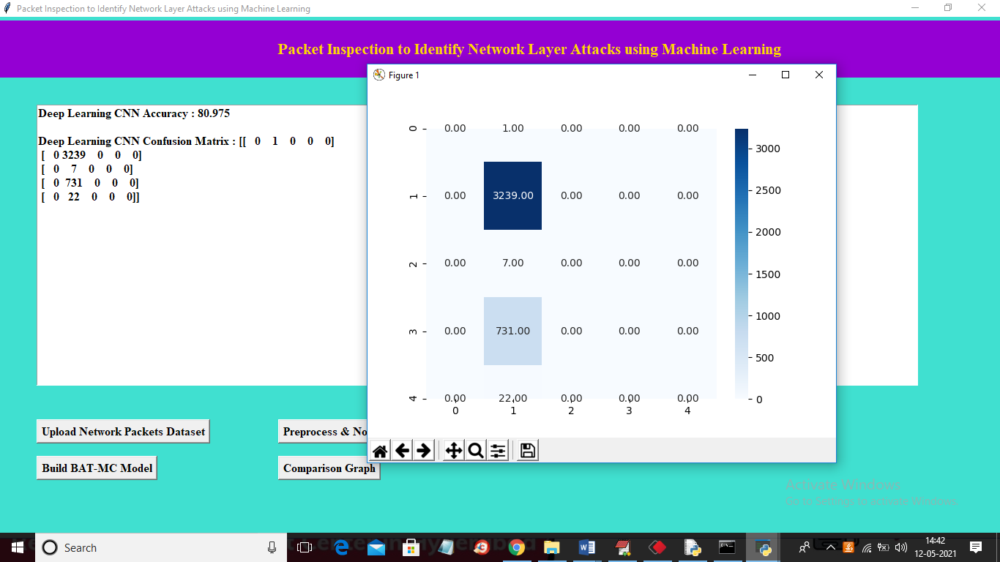 Packet Inspection to Identify Network Layer Attacks using Machine Learning
Packet Inspection to Identify Network Layer Attacks using Machine Learning
Deep Learning CNN Accuracy : 80.975
Deep Learning CNN Confusion Matrix : [[ 0 1 0 0 0]
[ 0 3239 0 0 0]
[ 0 7 0 0 0]
[ 0 731 0 0 0]
[ 0 22 0 0 0]]
Figure 1
0 0.00 1.00 0.00 0.00 0.00
1 0.00 3239.00 0.00 0.00 0.00
2 0.00 7.00 0.00 0.00 0.00
3 0.00 731.00 0.00 0.00 0.00
4 0.00 22.00 0.00 0.00 0.00
0 1 2 3 4
3000
2500
2000
1500
1000
500
0
Upload Network Packets Dataset
Preprocess & No
Build BAT-MC Model
Comparison Graph
Activate Windows
Go to Settings to activate Windows.
Search
14:42
12-05-2021